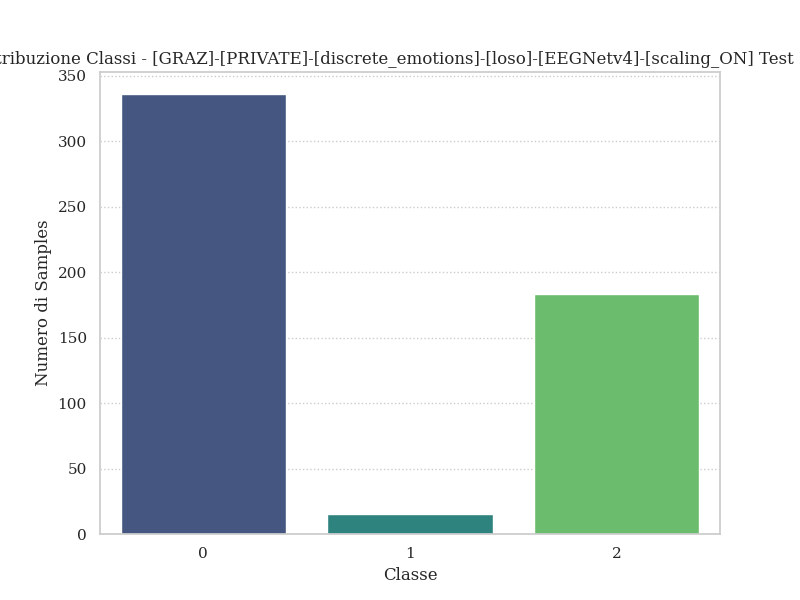 tribuzione Classi - [GRAZ]-[PRIVATE]-[discrete_emotions]-[loso]-[EEGNetv4]-[scaling_ON] Test
350
300
250
200
150
100
50
0
Numero di Samples
0 1 2
Classe